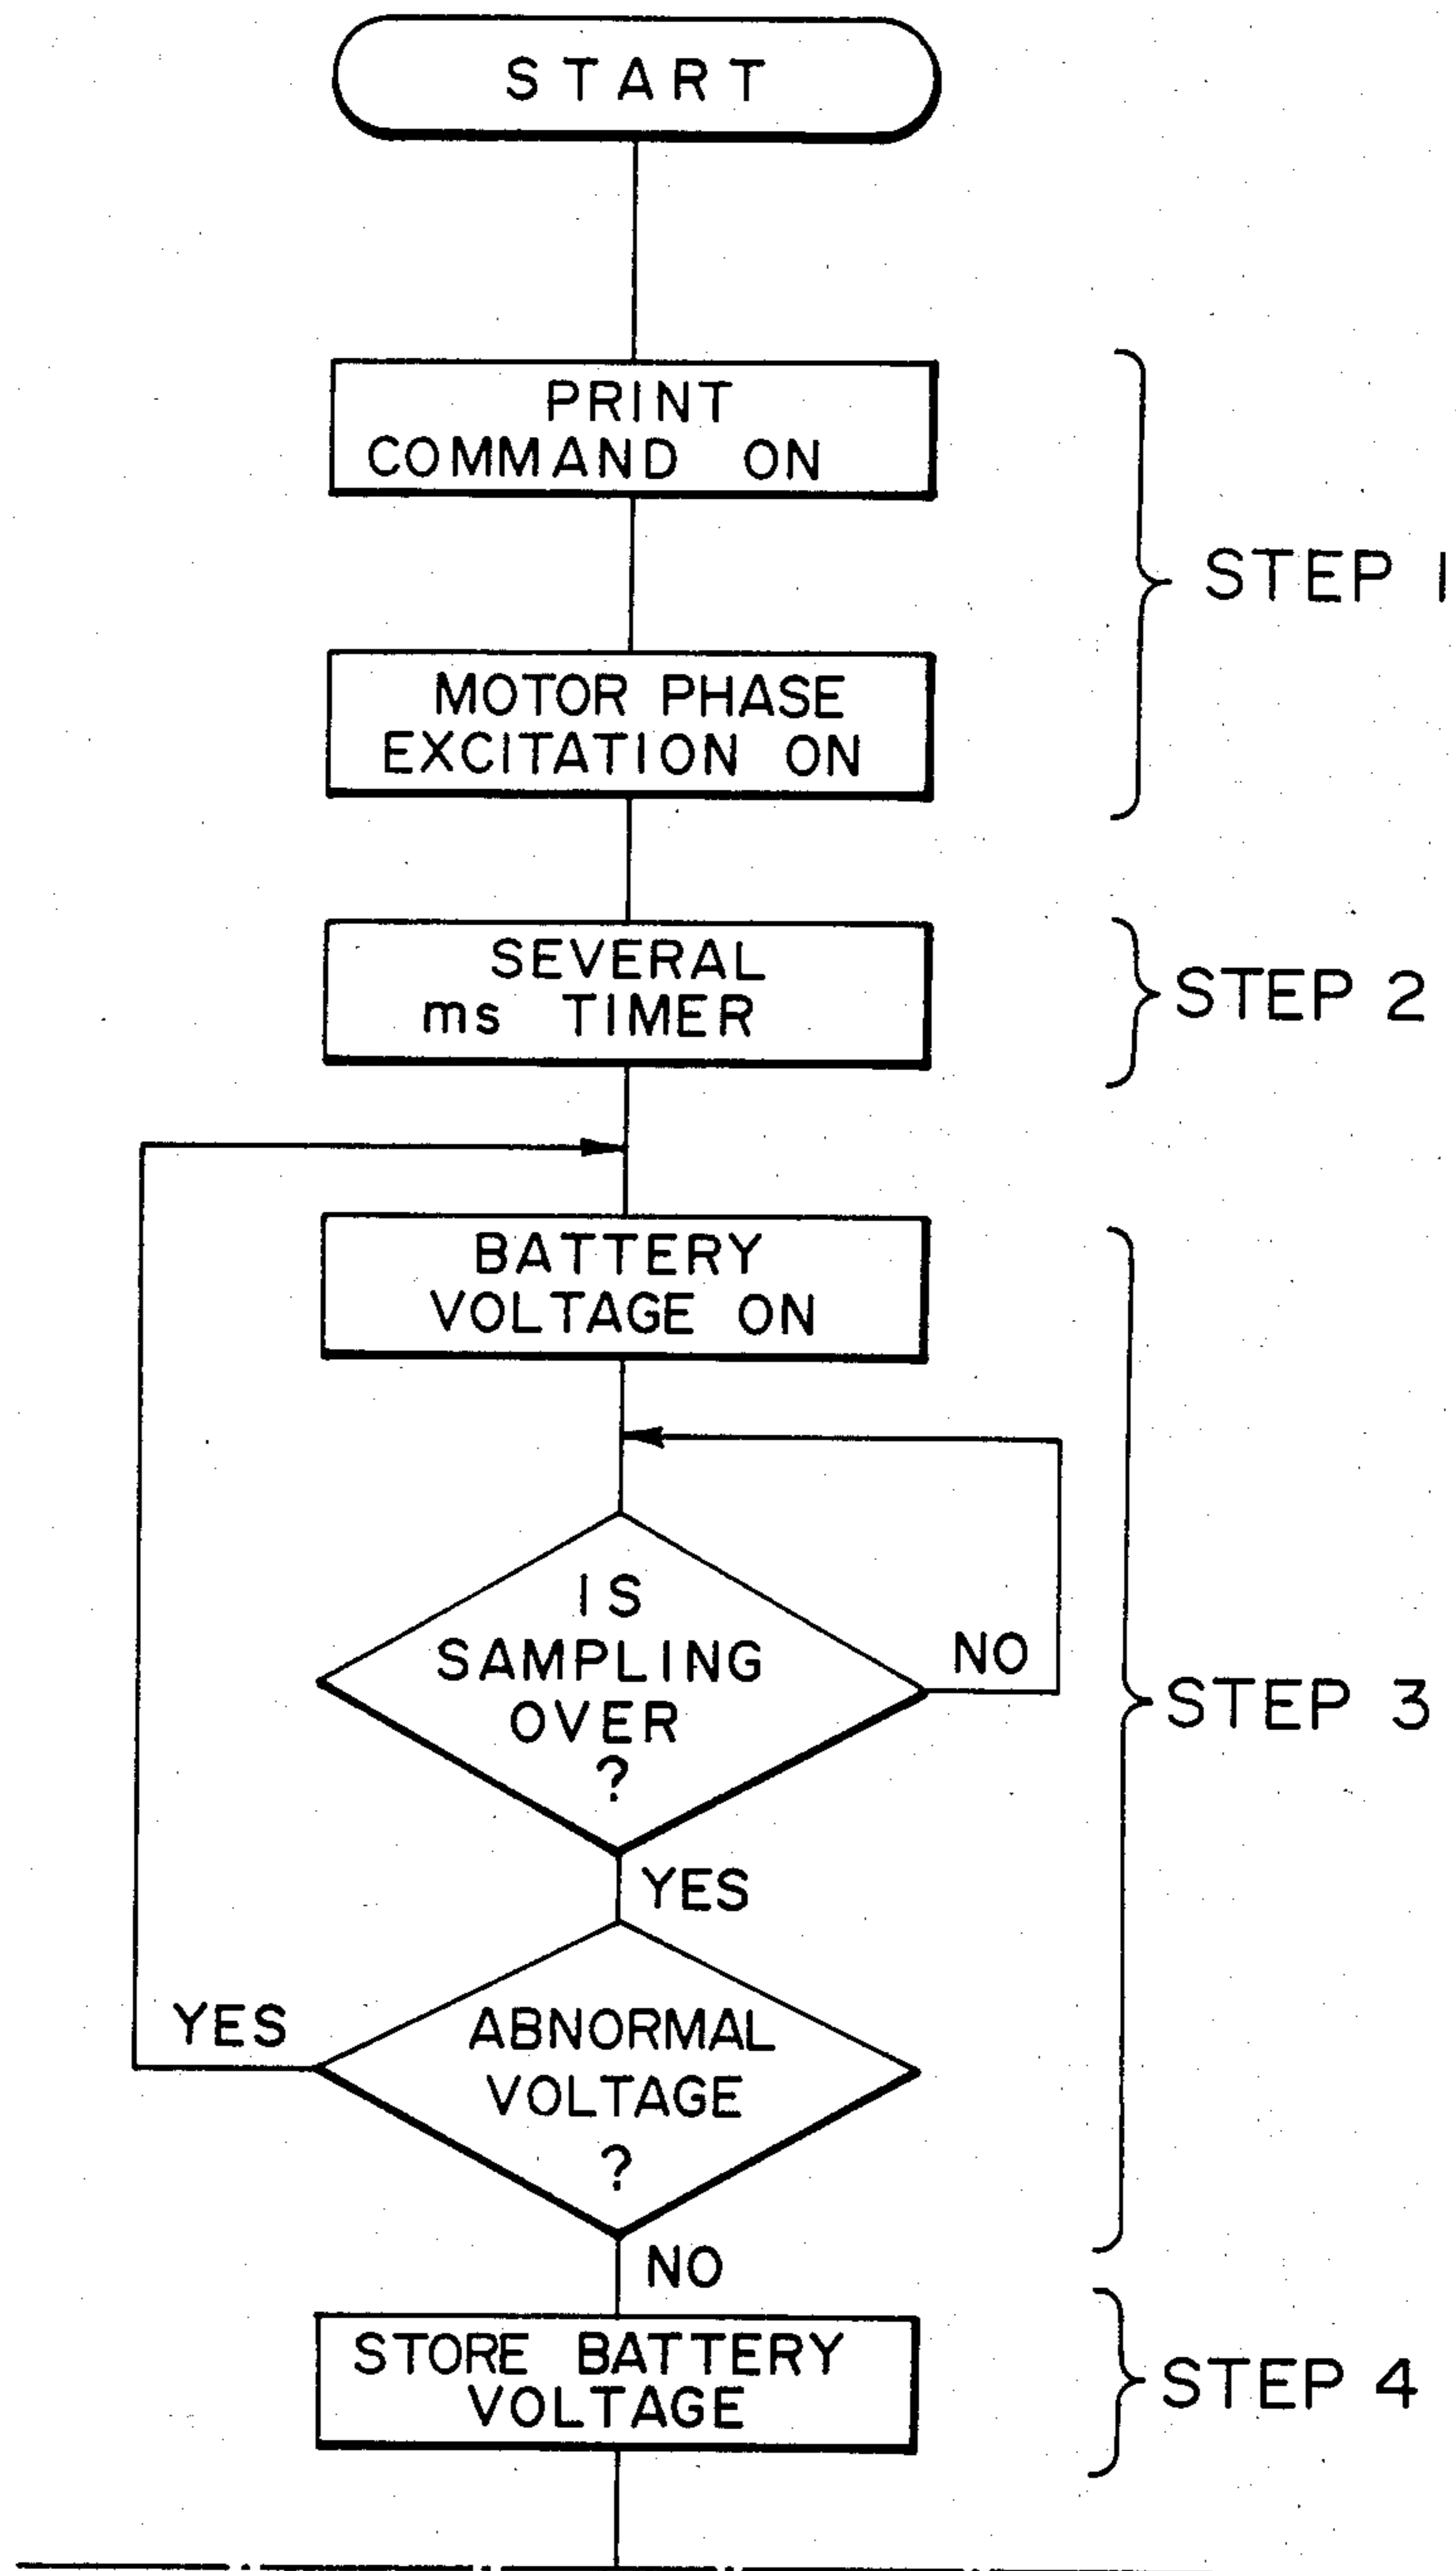 START
PRINT
COMMAND ON
STEP 1
MOTOR PHASE
EXCITATION ON
SEVERAL
ms TIMER
STEP 2
BATTERY
VOLTAGE ON
IS
SAMPLING
OVER
?
NO
STEP 3
YES
YES
ABNORMAL
VOLTAGE
?
NO
STORE BATTERY
VOLTAGE
STEP 4